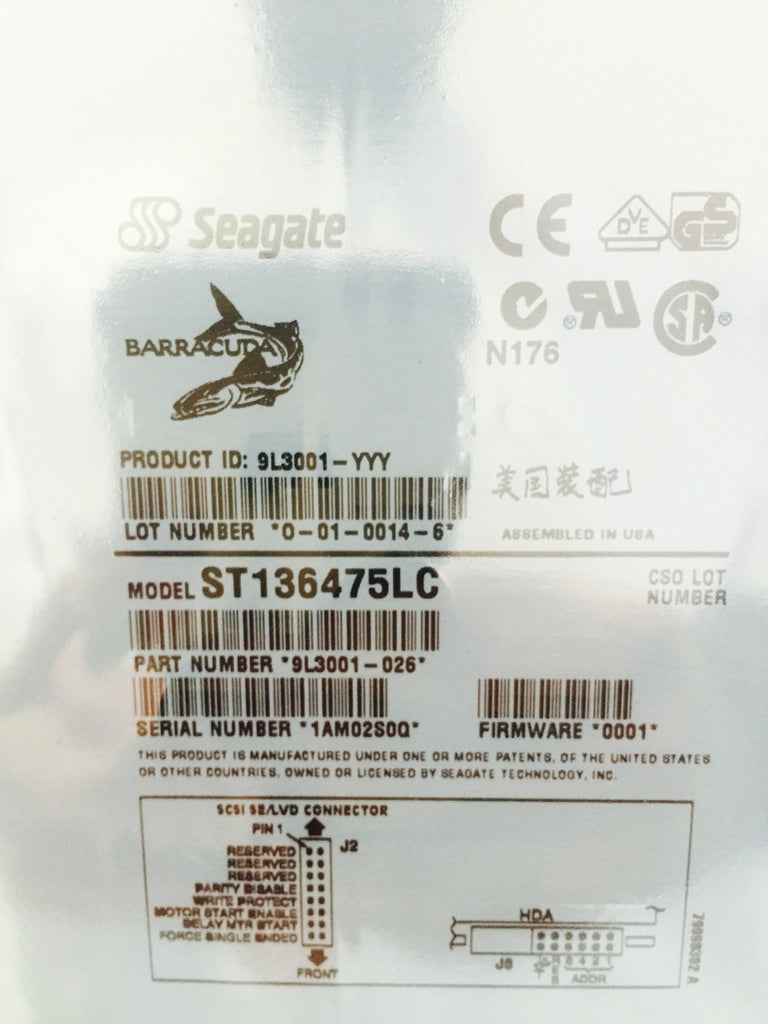 Seagate
CE
DVE
GS
BARRACUDA
N176
PRODUCT ID: 9L3001-YYY
美国装配
LOT NUMBER *0-01-0014-6*
ASSEMBLED IN USA
MODEL ST136475LC
CSO LOT
NUMBER
PART NUMBER *9L3001-026*
SERIAL NUMBER *1AM02S0Q*
FIRMWARE *0001*
THIS PRODUCT IS MANUFACTURED UNDER ONE OR MORE PATENTS, OF THE UNITED STATES
OR OTHER COUNTRIES, OWNED OR LICENSED BY SEAGATE TECHNOLOGY, INC.
SCSI SE/LVD CONNECTOR
PIN 1
J2
RESERVED
RESERVED
RESERVED
PARITY DISABLE
WRITE PROTECT
MOTOR START ENABLE
DELAY MTR START
FORCE SINGLE ENDED
FRONT
HDA
J6
8 4 2 1
ADDR
79998382 A